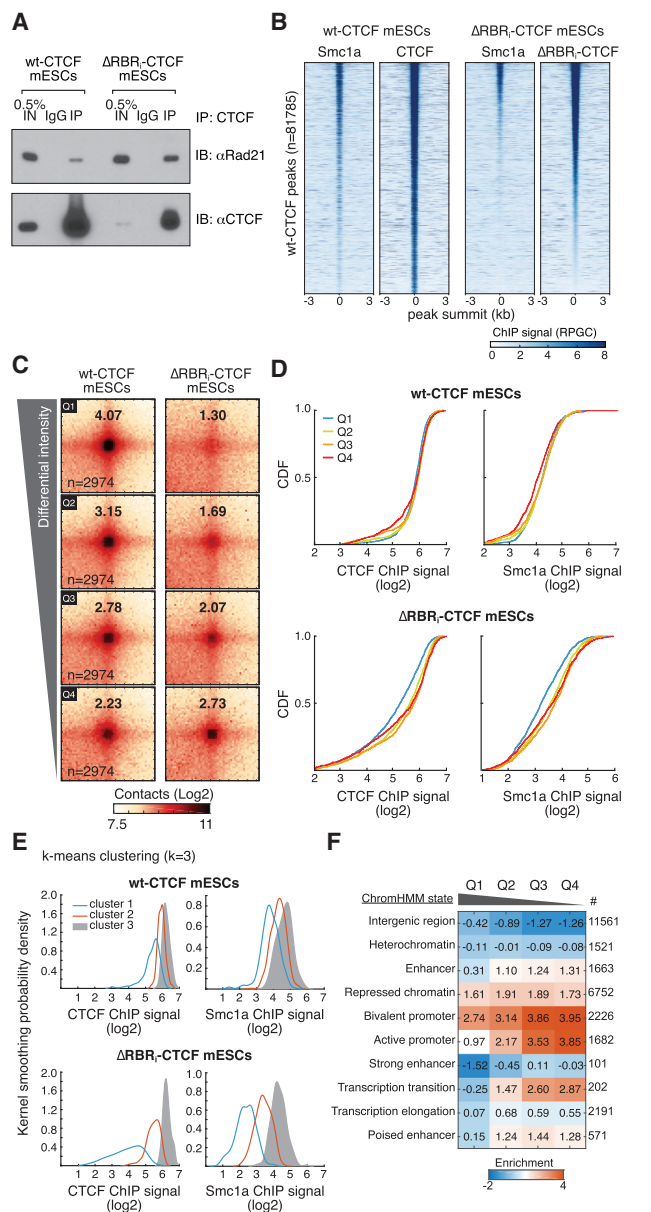 A
wt-CTCF
mESCs
ΔRBRi-CTCF
mESCs
0.5%
IN IgG IP
0.5%
IN IgG IP
IP: CTCF
IB: αRad21
IB: αCTCF
B
wt-CTCF mESCs
ΔRBRi-CTCF mESCs
Smc1a
CTCF
Smc1a
ΔRBRi-CTCF
wt-CTCF peaks (n=81785)
-3 0 3 -3 0 3 -3 0 3 -3 0 3
peak summit (kb)
ChIP signal (RPGC)
0 2 4 6 8
C
wt-CTCF
mESCs
ΔRBRi-CTCF
mESCs
Differential intensity
Q1
4.07
1.30
n=2974
Q2
3.15
1.69
n=2974
Q3
2.78
2.07
n=2974
Q4
2.23
2.73
n=2974
Contacts (Log2)
7.5 11
D
wt-CTCF mESCs
CDF
1.0
0.5
Q1
Q2
Q3
Q4
2 3 4 5 6 7
2 3 4 5 6 7
CTCF ChIP signal
(log2)
Smc1a ChIP signal
(log2)
ΔRBRi-CTCF mESCs
CDF
1.0
0.5
2 3 4 5 6 7
1 2 3 4 5 6
CTCF ChIP signal
(log2)
Smc1a ChIP signal
(log2)
E
k-means clustering (k=3)
wt-CTCF mESCs
Kernel smoothing probability density
2.0
1.6
1.2
0.8
0.4
cluster 1
cluster 2
cluster 3
0.8
0.6
0.4
0.2
1 2 3 4 5 6 7
1 2 3 4 5 6 7
CTCF ChIP signal
(log2)
Smc1a ChIP signal
(log2)
ΔRBRi-CTCF mESCs
2.0
1.6
1.2
0.8
0.4
0.8
0.6
0.4
0.2
1 2 3 4 5 6 7
1 2 3 4 5 6 7
CTCF ChIP signal
(log2)
Smc1a ChIP signal
(log2)
F
Q1 Q2 Q3 Q4
ChromHMM state #
Intergenic region -0.42 -0.89 -1.27 -1.26 11561
Heterochromatin -0.11 -0.01 -0.09 -0.08 1521
Enhancer 0.31 1.10 1.24 1.31 1663
Repressed chromatin 1.61 1.91 1.89 1.73 6752
Bivalent promoter 2.74 3.14 3.86 3.95 2226
Active promoter 0.97 2.17 3.53 3.85 1682
Strong enhancer -1.52 -0.45 0.11 -0.03 101
Transcription transition -0.25 1.47 2.60 2.87 202
Transcription elongation 0.07 0.68 0.59 0.55 2191
Poised enhancer 0.15 1.24 1.44 1.28 571
Enrichment
-2 4